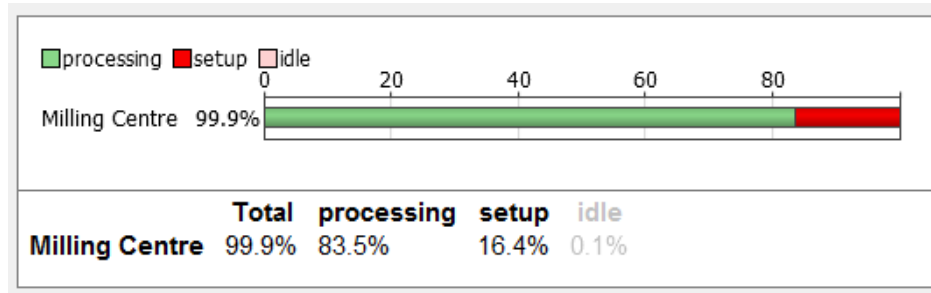 processing setup idle
0 20 40 60 80
Milling Centre 99.9%
Total processing setup idle
Milling Centre 99.9% 83.5% 16.4% 0.1%